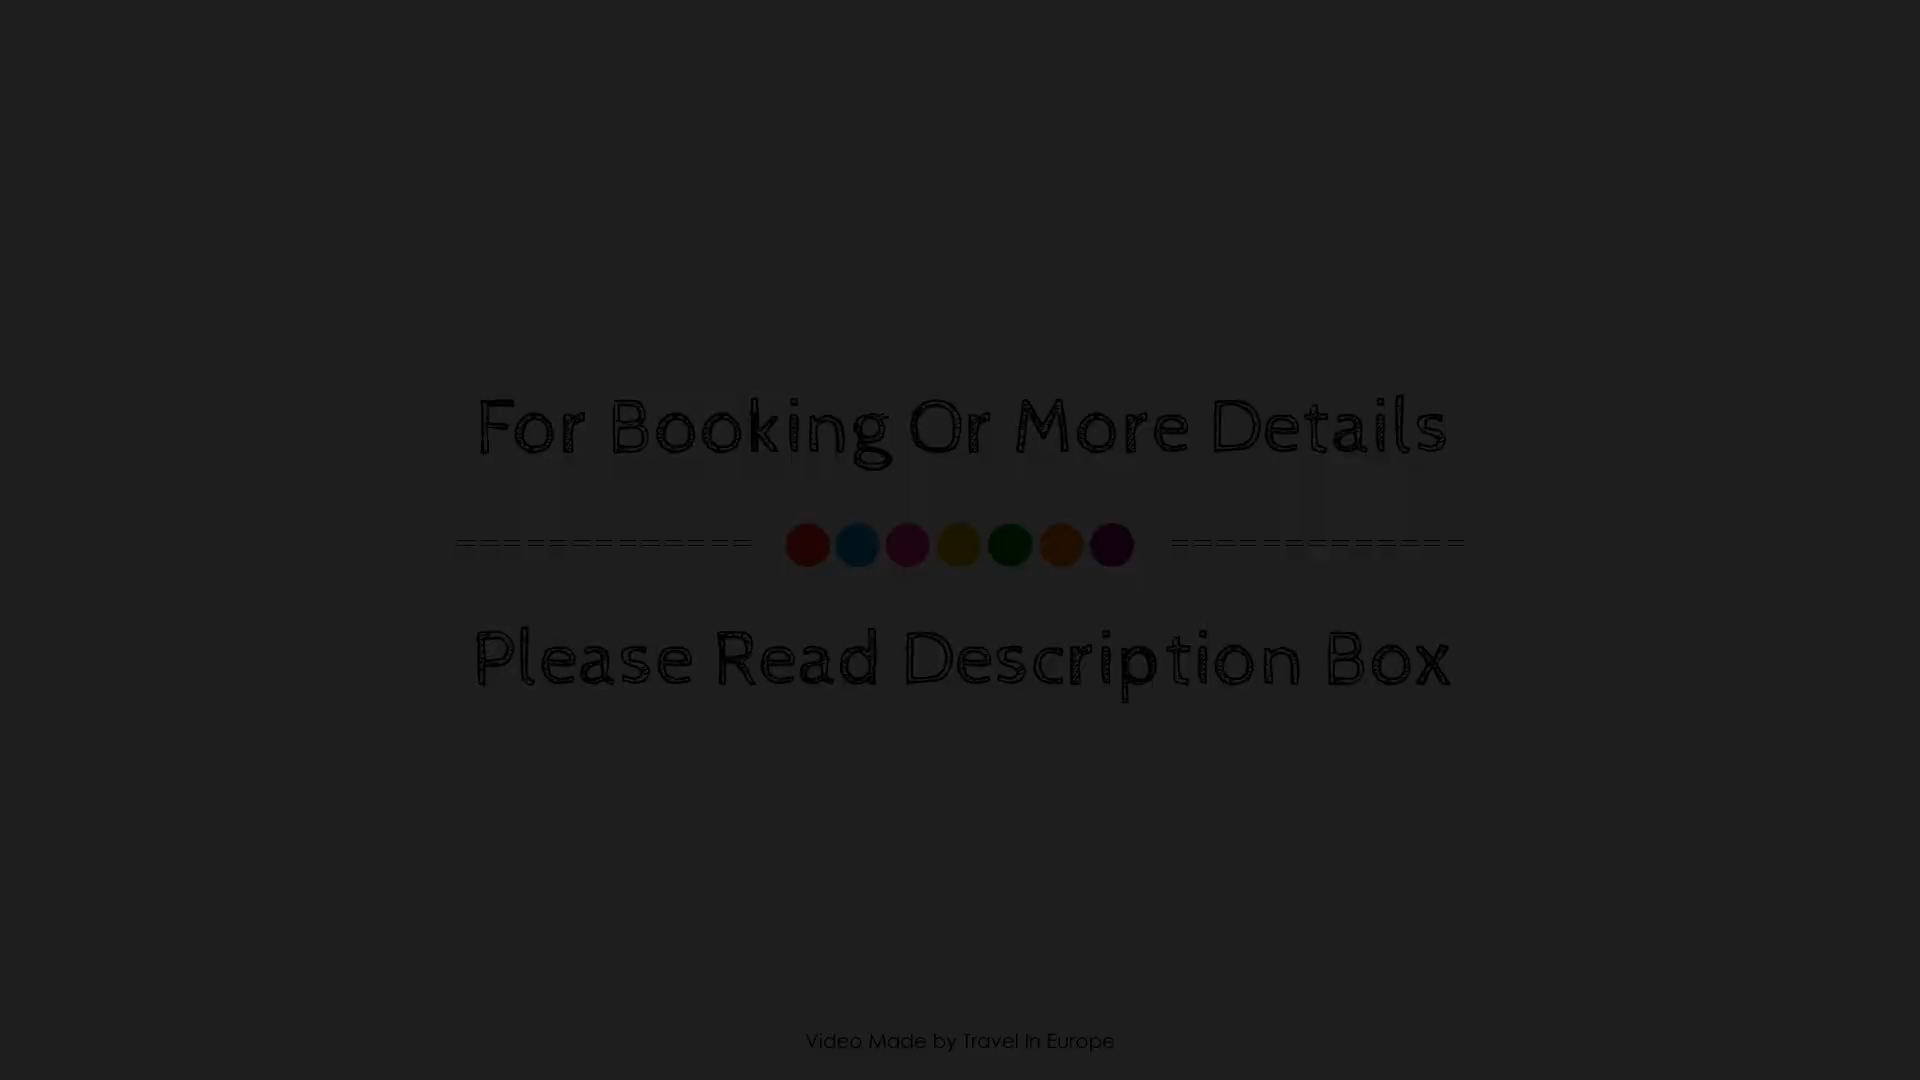 For Booking Or More Details
============= =============
Please Read Description Box
Video Made by Travel In Europe